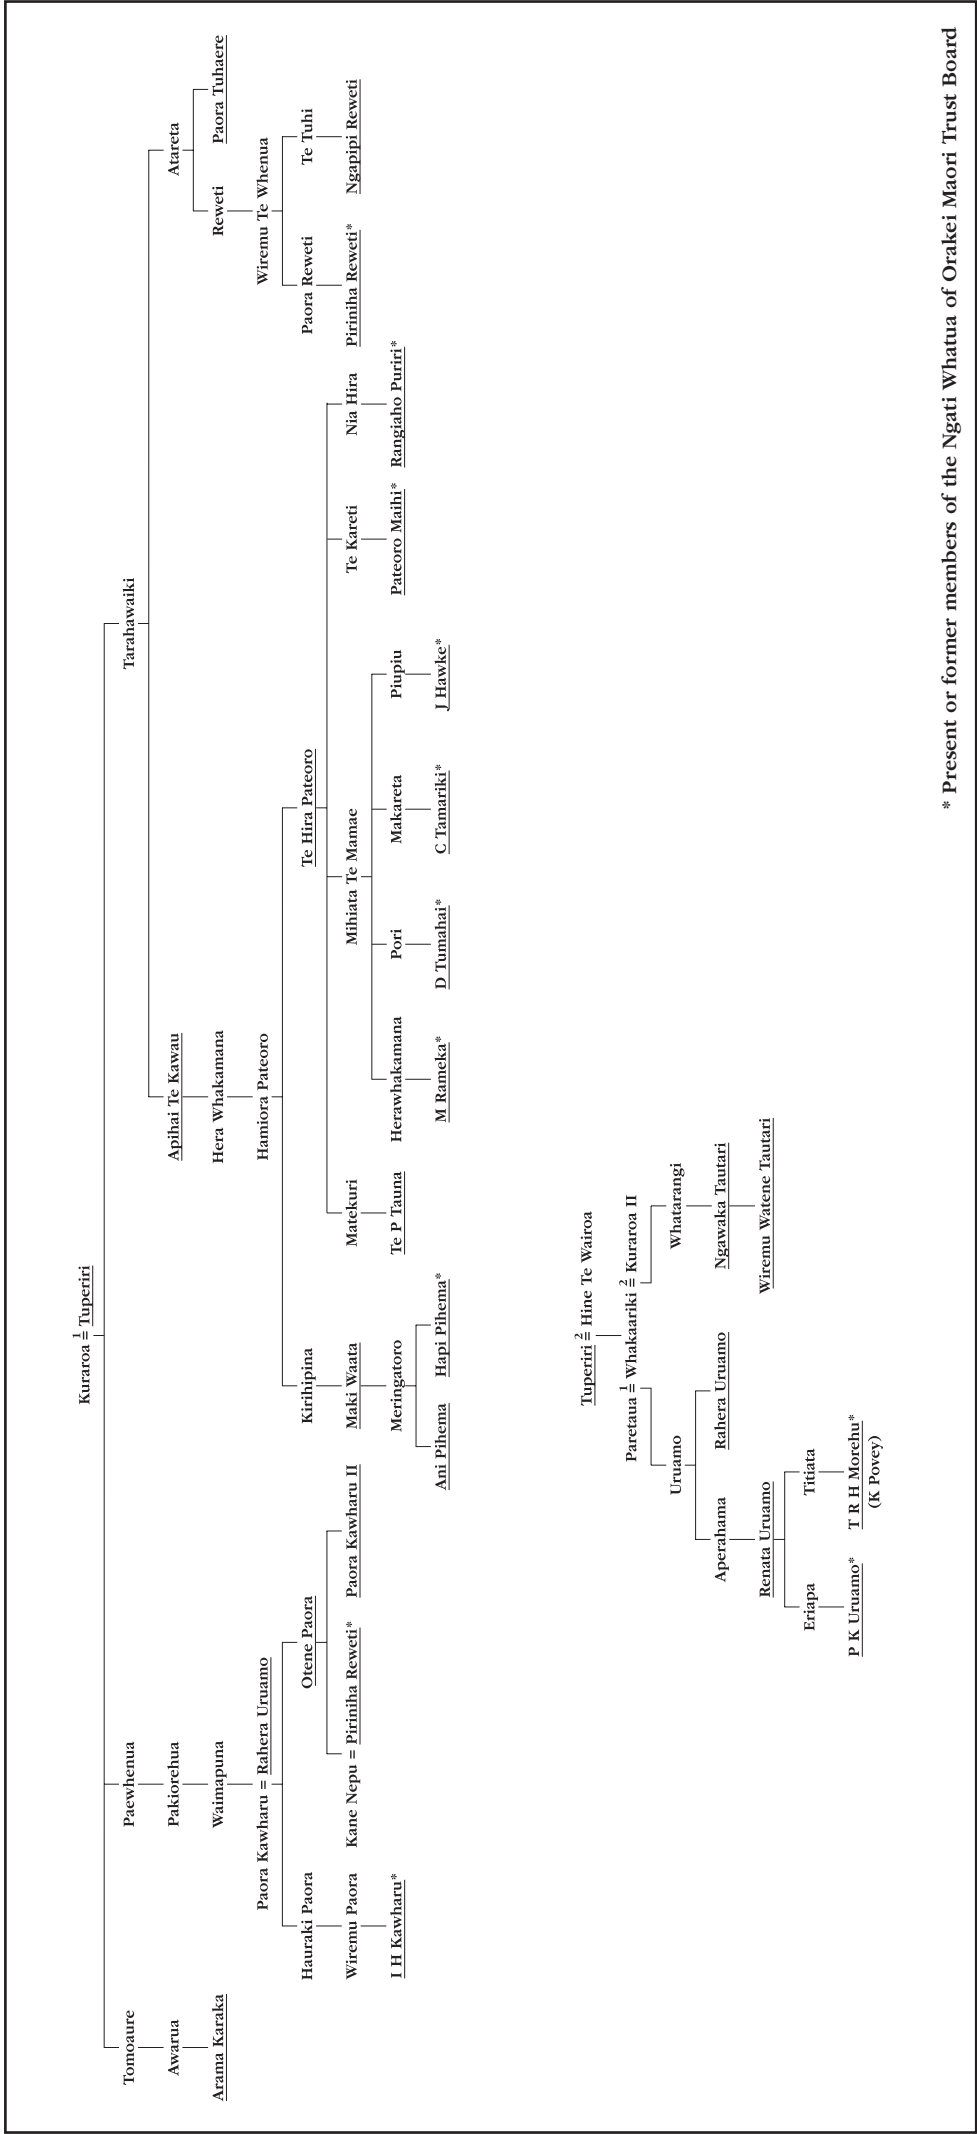 Kuraroa =¹ Tuperiri
Tomoaure
Paewhenua
Tarahawaiki
Awarua
Pakiorehua
Apihai Te Kawau
Atareta
Arama Karaka
Waimapuna
Hera Whakamana
Reweti
Paora Tuhaere
Paora Kawharu = Rahera Uruamo
Hamiora Pateoro
Wiremu Te Whenua
Hauraki Paora
Otene Paora
Kirihipina
Te Hira Pateoro
Paora Reweti
Te Tuhi
Wiremu Paora
Kane Nepu = Piriniha Reweti*
Paora Kawharu II
Maki Waata
Matekuri
Mihiata Te Mamae
Te Kareti
Nia Hira
Piriniha Reweti*
Ngapipi Reweti
I H Kawharu*
Meringatoro
Te P Tauna
Herawhakamana
Pori
Makareta
Piupiu
Pateoro Maihi*
Rangiaho Puriri*
Ani Pihema
Hapi Pihema*
M Rameka*
D Tumahai*
C Tamariki*
J Hawke*
Tuperiri =² Hine Te Wairoa
Paretaua =¹ Whakaariki =² Kuraroa II
Uruamo
Whatarangi
Aperahama
Rahera Uruamo
Ngawaka Tautari
Renata Uruamo
Wiremu Watene Tautari
Eriapa
Titiata
P K Uruamo*
T R H Morehu*
(K Povey)
* Present or former members of the Ngati Whatua of Orakei Maori Trust Board